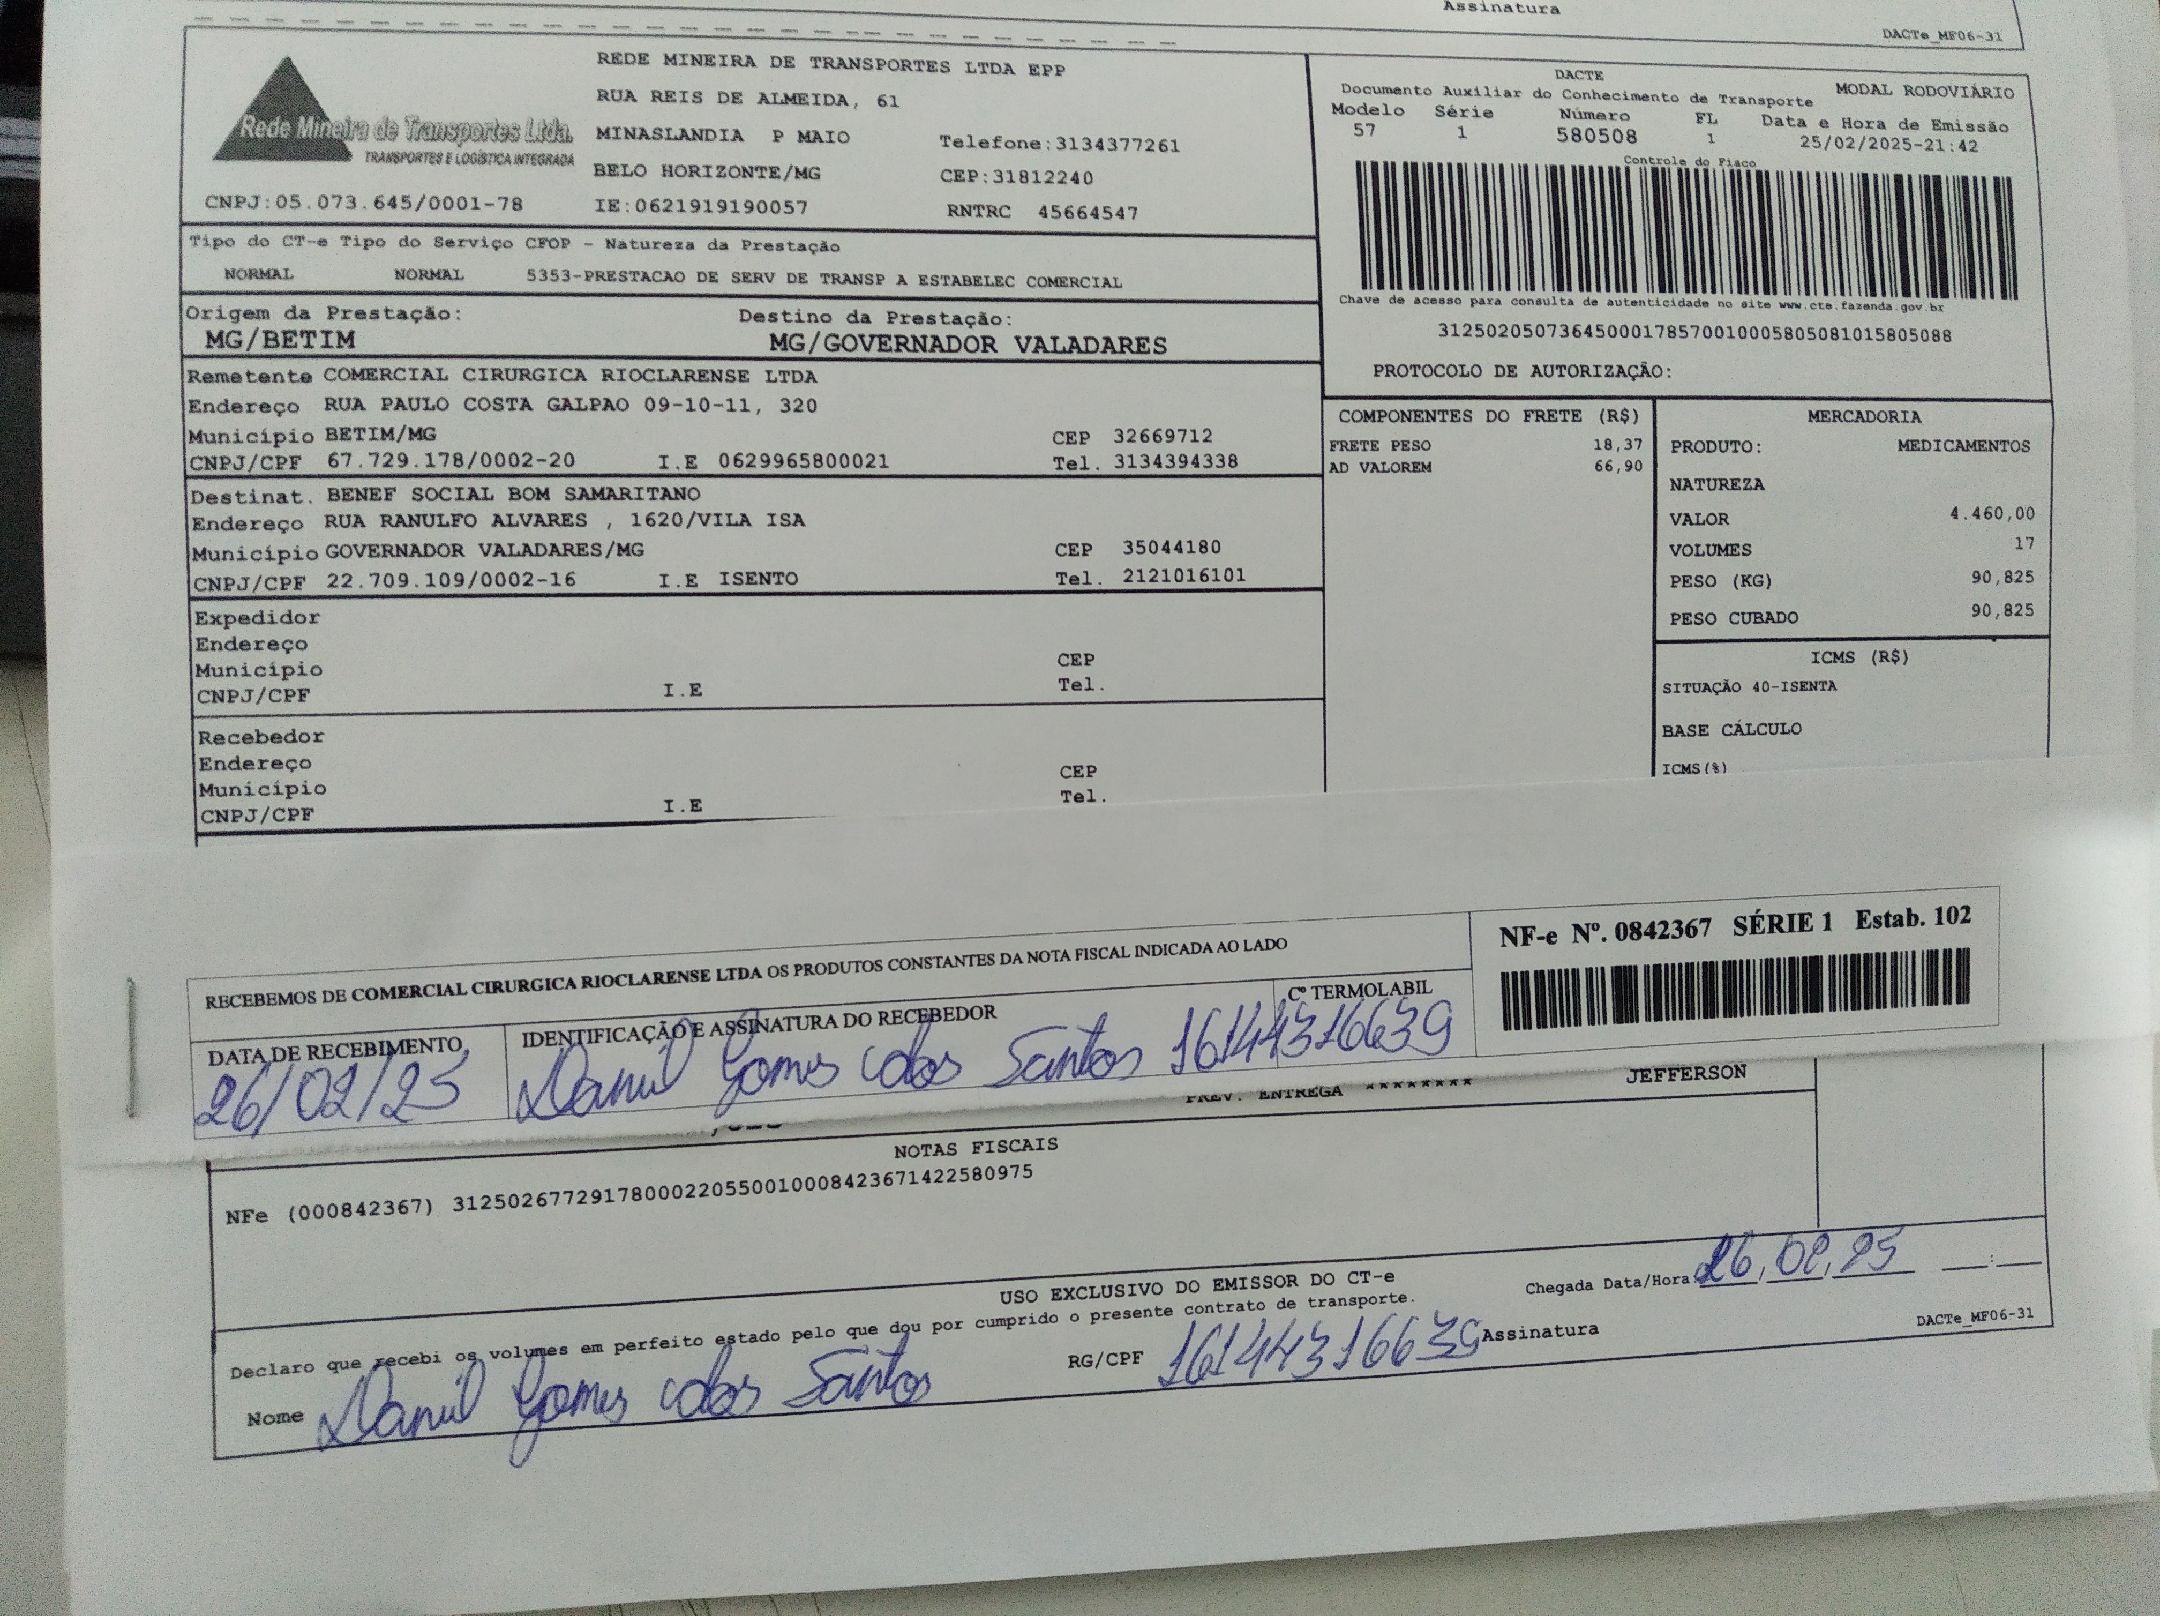 Assinatura
DACTe_MF06-31
Rede Mineira de Transportes Ltda.
TRANSPORTES E LOGÍSTICA INTEGRADA
CNPJ:05.073.645/0001-78
REDE MINEIRA DE TRANSPORTES LTDA EPP
RUA REIS DE ALMEIDA, 61
MINASLANDIA P MAIO Telefone:3134377261
BELO HORIZONTE/MG CEP:31812240
IE:0621919190057 RNTRC 45664547
DACTE
Documento Auxiliar do Conhecimento de Transporte MODAL RODOVIÁRIO
Modelo Série Número FL Data e Hora de Emissão
57 1 580508 1 25/02/2025-21:42
Controle do Fisco
Chave de acesso para consulta de autenticidade no site www.cte.fazenda.gov.br
31250205073645000178570010005805081015805088
PROTOCOLO DE AUTORIZAÇÃO:
Tipo do CT-e Tipo do Serviço CFOP - Natureza da Prestação
NORMAL NORMAL 5353-PRESTACAO DE SERV DE TRANSP A ESTABELEC COMERCIAL
Origem da Prestação: Destino da Prestação:
MG/BETIM MG/GOVERNADOR VALADARES
Remetente COMERCIAL CIRURGICA RIOCLARENSE LTDA
Endereço RUA PAULO COSTA GALPAO 09-10-11, 320
Município BETIM/MG CEP 32669712
CNPJ/CPF 67.729.178/0002-20 I.E 0629965800021 Tel. 3134394338
Destinat. BENEF SOCIAL BOM SAMARITANO
Endereço RUA RANULFO ALVARES , 1620/VILA ISA
Município GOVERNADOR VALADARES/MG CEP 35044180
CNPJ/CPF 22.709.109/0002-16 I.E ISENTO Tel. 2121016101
Expedidor
Endereço
Município CEP
CNPJ/CPF I.E Tel.
Recebedor
Endereço
Município CEP
CNPJ/CPF I.E Tel.
COMPONENTES DO FRETE (R$)
FRETE PESO 18,37
AD VALOREM 66,90
MERCADORIA
PRODUTO: MEDICAMENTOS
NATUREZA
VALOR 4.460,00
VOLUMES 17
PESO (KG) 90,825
PESO CUBADO 90,825
ICMS (R$)
SITUAÇÃO 40-ISENTA
BASE CÁLCULO
ICMS(%)
RECEBEMOS DE COMERCIAL CIRURGICA RIOCLARENSE LTDA OS PRODUTOS CONSTANTES DA NOTA FISCAL INDICADA AO LADO
NF-e Nº. 0842367 SÉRIE 1 Estab. 102
DATA DE RECEBIMENTO IDENTIFICAÇÃO E ASSINATURA DO RECEBEDOR Cº TERMOLABIL
26/02/25 Daniel Gomes dos Santos 16144316639
PREV. ENTREGA ******** JEFFERSON
NOTAS FISCAIS
NFe (000842367) 31250267729178000220550010008423671422580975
USO EXCLUSIVO DO EMISSOR DO CT-e
Chegada Data/Hora: 26,02,25 :
Declaro que recebi os volumes em perfeito estado pelo que dou por cumprido o presente contrato de transporte.
Nome Daniel Gomes dos Santos RG/CPF 16144316639 Assinatura
DACTe_MF06-31